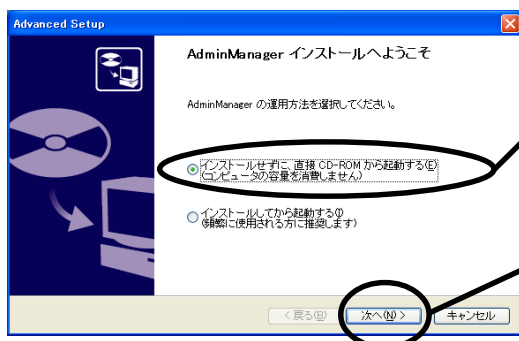 Advanced Setup
AdminManager インストールへようこそ
AdminManager の運用方法を選択してください。
インストールせずに、直接 CD-ROM から起動する(E)
(コンピュータの容量を消費しません)
インストールしてから起動する(I)
(頻繁に使用される方に推奨します)
< 戻る(B)
次へ(N) >
キャンセル